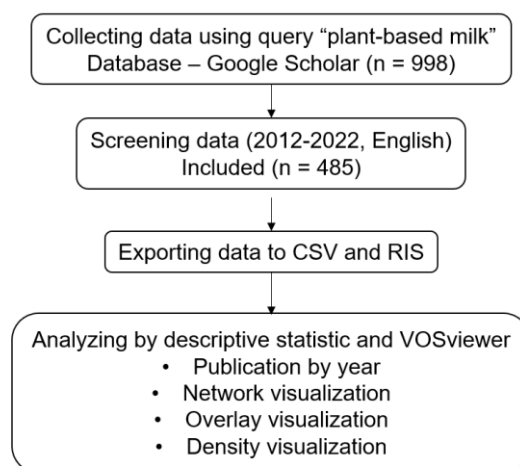 Collecting data using query “plant-based milk”
Database – Google Scholar (n = 998)
Screening data (2012-2022, English)
Included (n = 485)
Exporting data to CSV and RIS
Analyzing by descriptive statistic and VOSviewer
• Publication by year
• Network visualization
• Overlay visualization
• Density visualization